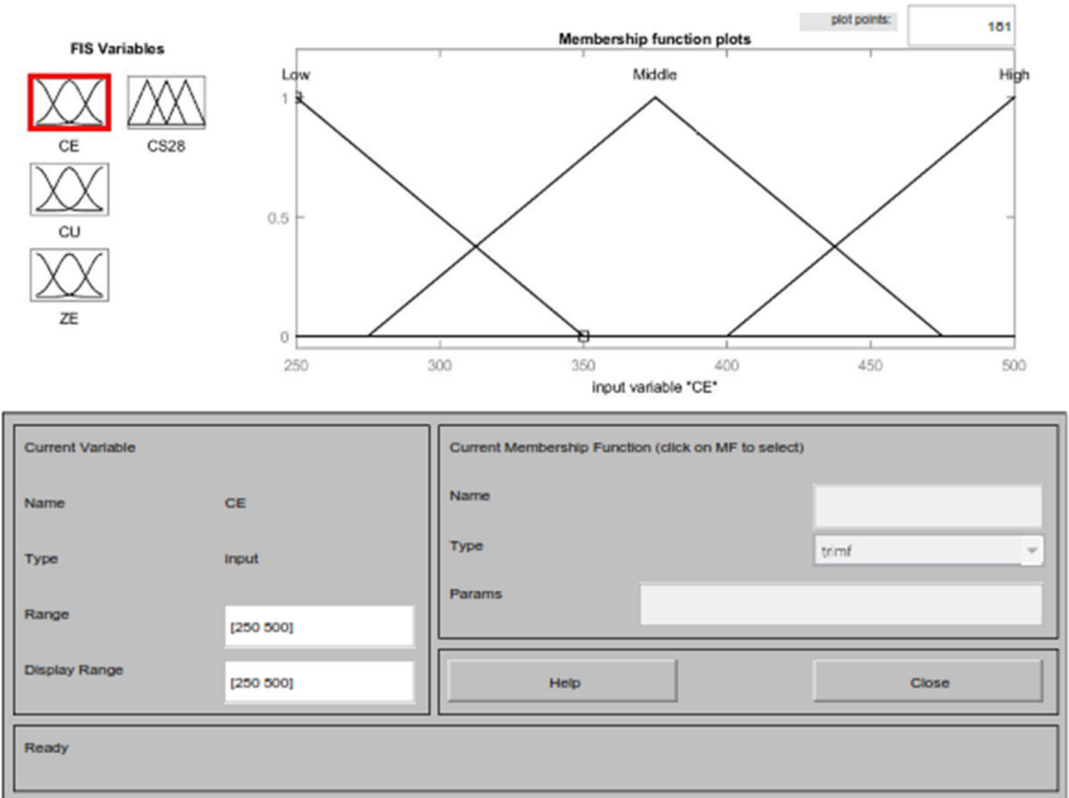 plot points:
181
FIS Variables
Membership function plots
CE
CS28
CU
ZE
Low
Middle
High
1
0.5
0
250
300
350
400
450
500
input variable "CE"
Current Variable
Name
CE
Type
Input
Range
[250 500]
Display Range
[250 500]
Current Membership Function (click on MF to select)
Name
Type
trimf
Params
Help
Close
Ready